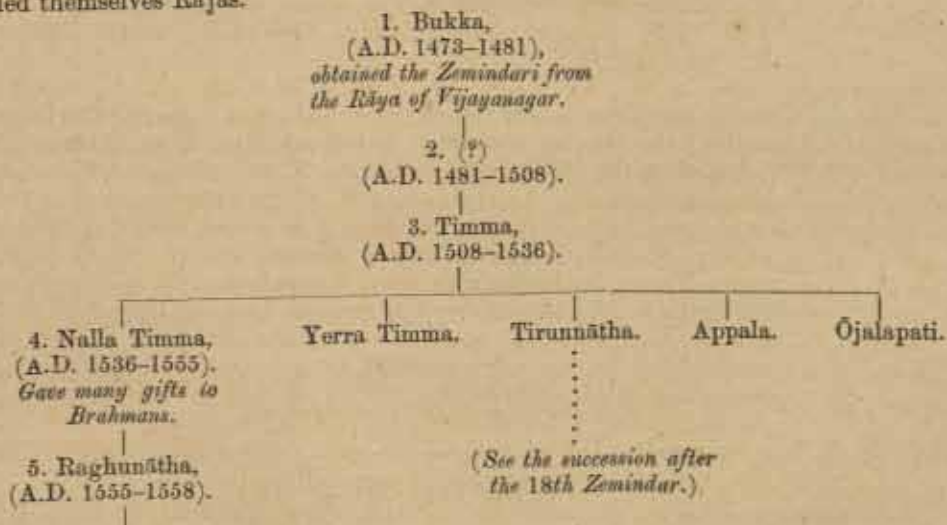 themselves Rajas.
1. Bukka,
(A.D. 1473–1481),
obtained the Zemindari from
the Rāya of Vijayanagar.
2. (?)
(A.D. 1481–1508).
3. Timma,
(A.D. 1508–1536).
4. Nalla Timma,
(A.D. 1536–1555).
Gave many gifts to
Brahmans.
Yerra Timma.
Tirunnātha.
Appala.
Ōjalapati.
5. Raghunātha,
(A.D. 1555–1558).
(See the succession after
the 18th Zemindar.)